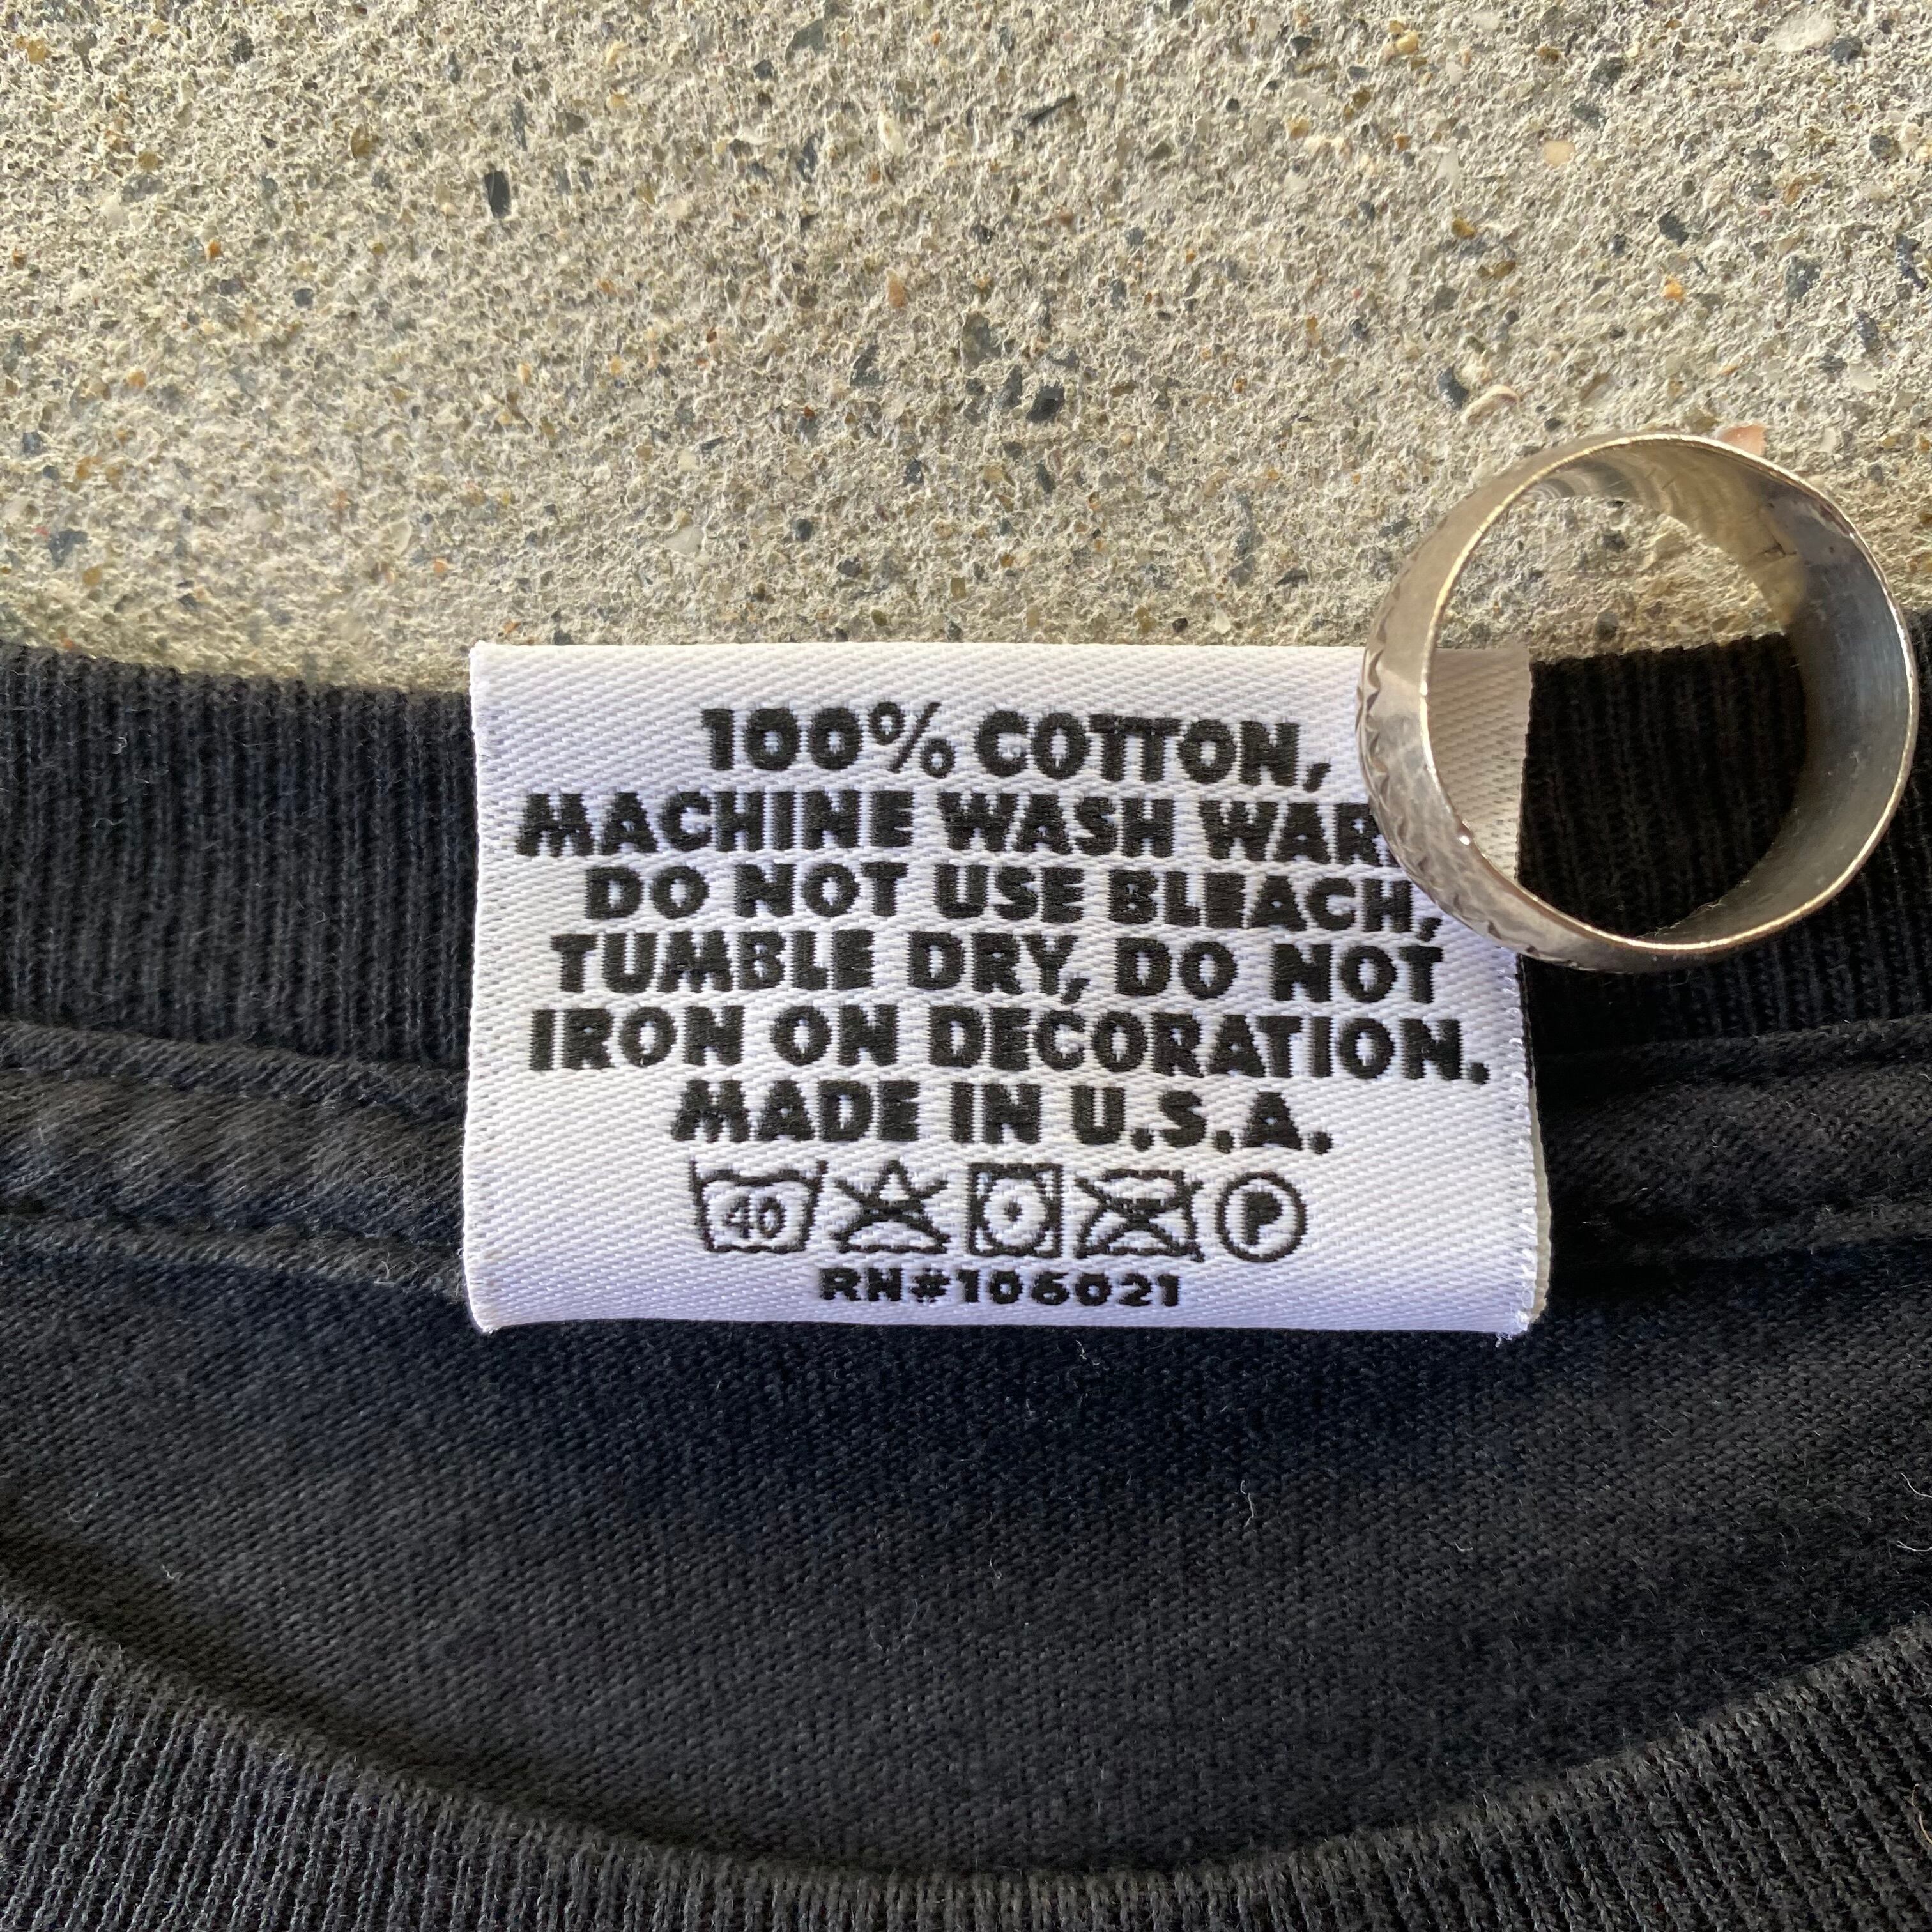 100% COTTON,
MACHINE WASH WAR
DO NOT USE BLEACH,
TUMBLE DRY, DO NOT
IRON ON DECORATION.
MADE IN U.S.A.
40 P
RN#106021